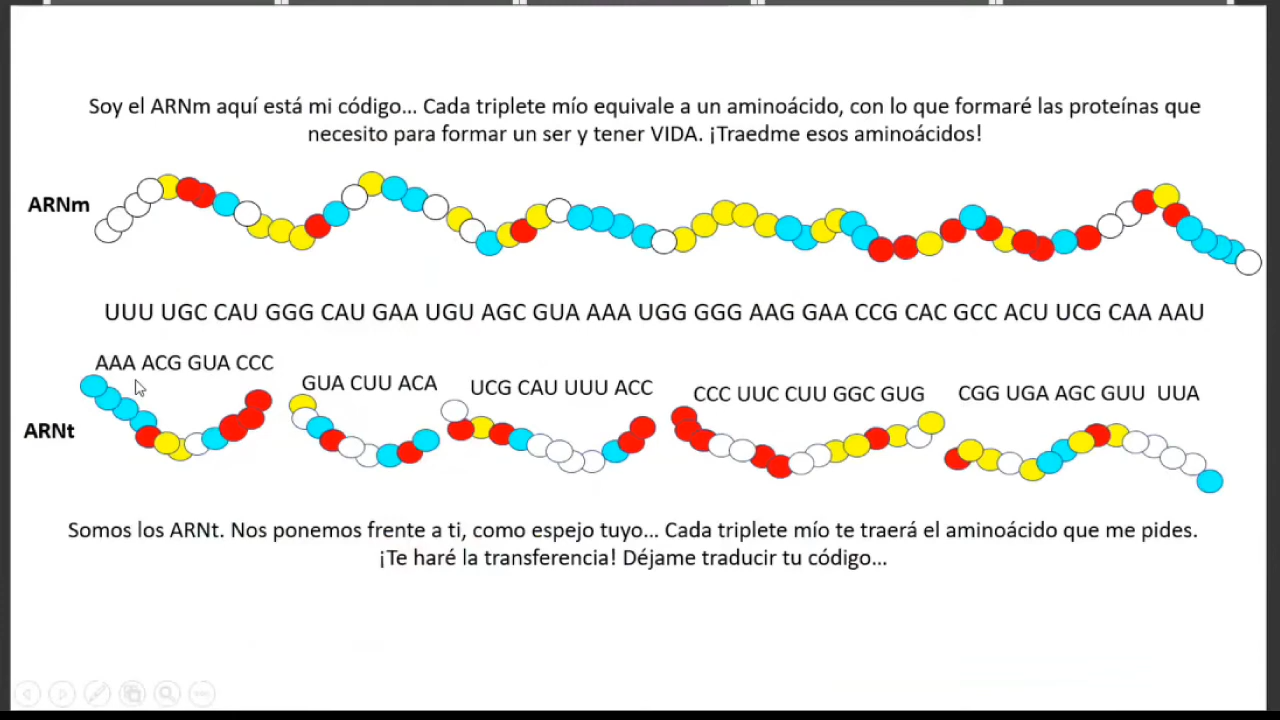 Soy el ARNm aquí está mi código... Cada triplete mío equivale a un aminoácido, con lo que formaré las proteínas que
necesito para formar un ser y tener VIDA. ¡Traedme esos aminoácidos!
ARNm
UUU UGC CAU GGG CAU GAA UGU AGC GUA AAA UGG GGG AAG GAA CCG CAC GCC ACU UCG CAA AAU
AAA ACG GUA CCC
GUA CUU ACA
UCG CAU UUU ACC
CCC UUC CUU GGC GUG
CGG UGA AGC GUU UUA
ARNt
Somos los ARNt. Nos ponemos frente a ti, como espejo tuyo... Cada triplete mío te traerá el aminoácido que me pides.
¡Te haré la transferencia! Déjame traducir tu código...